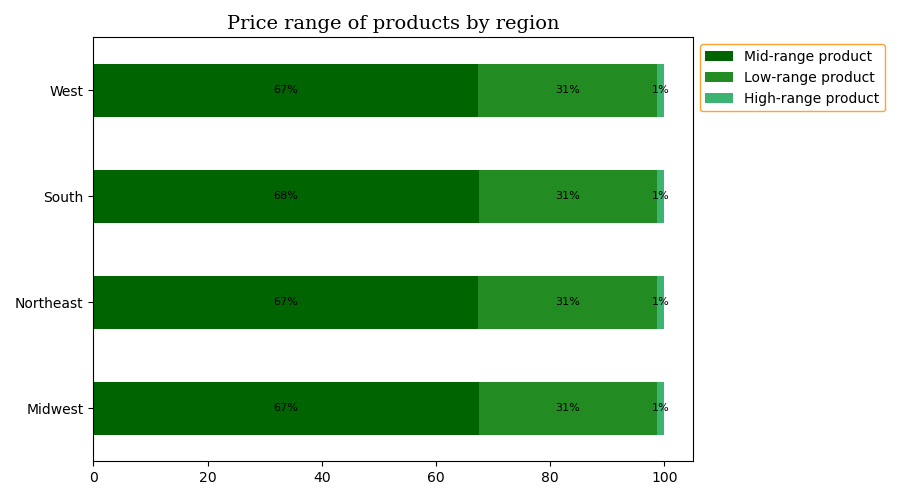 Price range of products by region
Mid-range product
Low-range product
High-range product
West
67% 31% 1%
South
68% 31% 1%
Northeast
67% 31% 1%
Midwest
67% 31% 1%
0 20 40 60 80 100